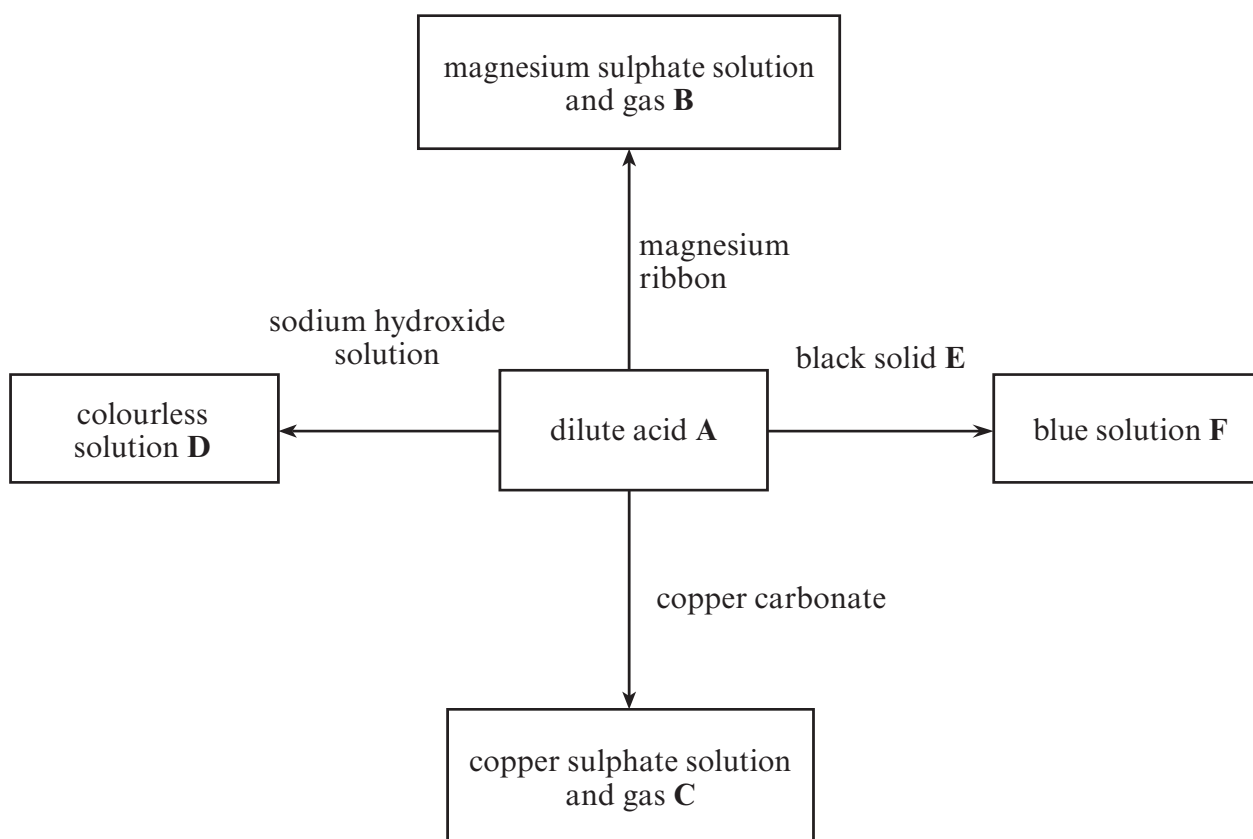 magnesium sulphate solution
and gas B
magnesium
ribbon
sodium hydroxide
solution
black solid E
colourless
solution D
dilute acid A
blue solution F
copper carbonate
copper sulphate solution
and gas C